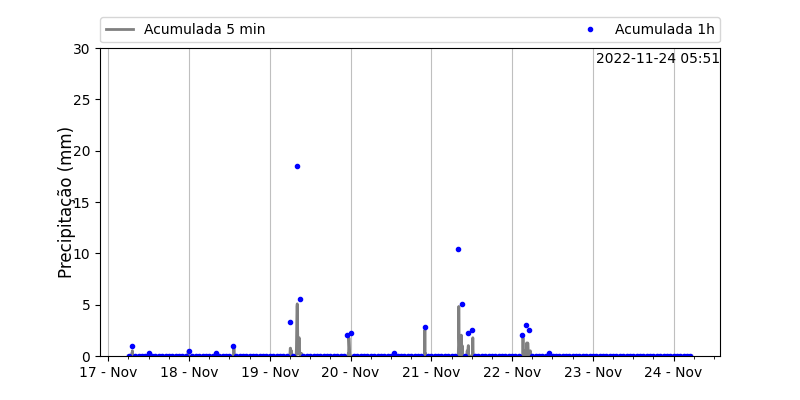 Acumulada 5 min
Acumulada 1h
2022-11-24 05:51
Precipitação (mm)
30
25
20
15
10
5
0
17 - Nov
18 - Nov
19 - Nov
20 - Nov
21 - Nov
22 - Nov
23 - Nov
24 - Nov